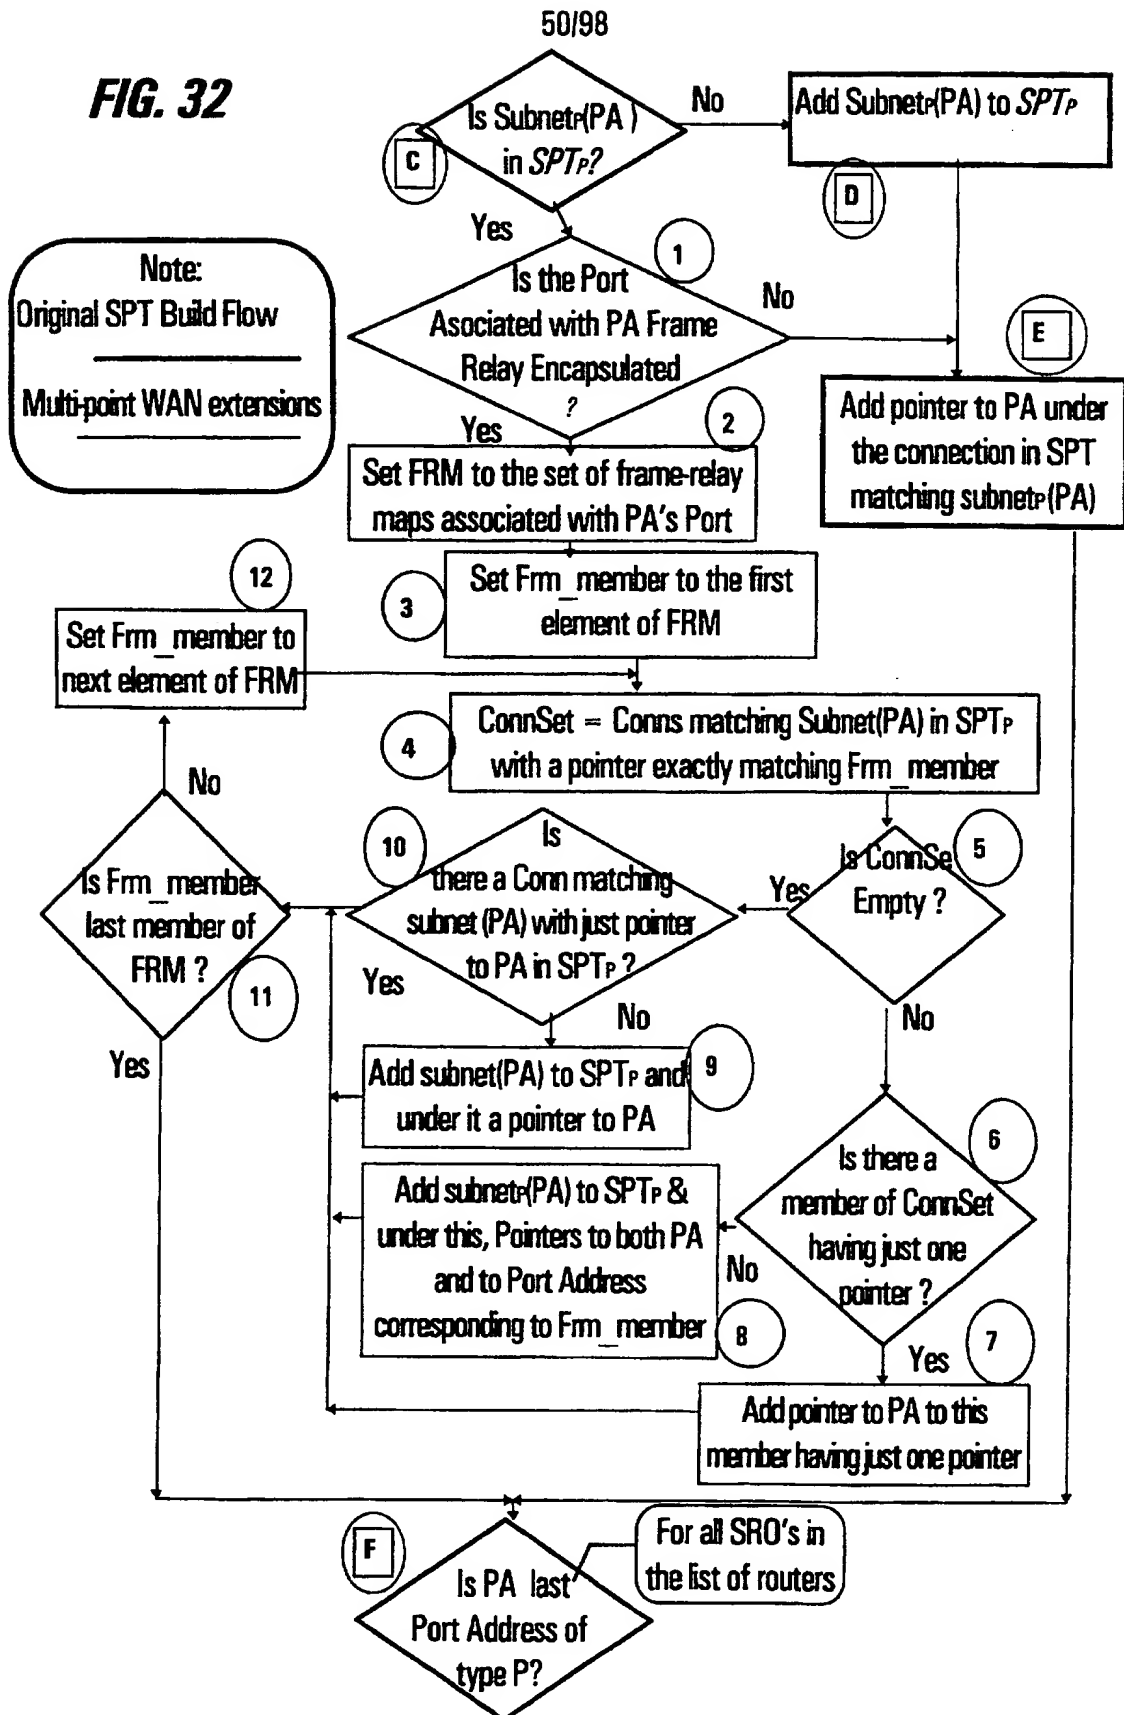 50/98
FIG. 32
Is SubnetP(PA )
in SPTP?
C
No
Add SubnetP(PA) to SPTP
D
Yes
Note:
Original SPT Build Flow
Multi-point WAN extensions
1
Is the Port
Asociated with PA Frame
Relay Encapsulated
?
No
E
Add pointer to PA under
the connection in SPT
matching subnetP(PA)
Yes
2
Set FRM to the set of frame-relay
maps associated with PA's Port
3
Set Frm_member to the first
element of FRM
12
Set Frm_member to
next element of FRM
4
ConnSet = Conns matching Subnet(PA) in SPTP
with a pointer exactly matching Frm_member
No
10
Is
there a Conn matching
subnet (PA) with just pointer
to PA in SPTP ?
Yes
5
Is ConnSe
Empty ?
Is Frm_member
last member of
FRM ?
11
Yes
Yes
No
No
9
Add subnet(PA) to SPTP and
under it a pointer to PA
6
Is there a
member of ConnSet
having just one
pointer ?
Add subnetP(PA) to SPTP &
under this, Pointers to both PA
and to Port Address
corresponding to Frm_member
No
8
Yes
7
Add pointer to PA to this
member having just one pointer
F
Is PA last
Port Address of
type P?
For all SRO's in
the list of routers